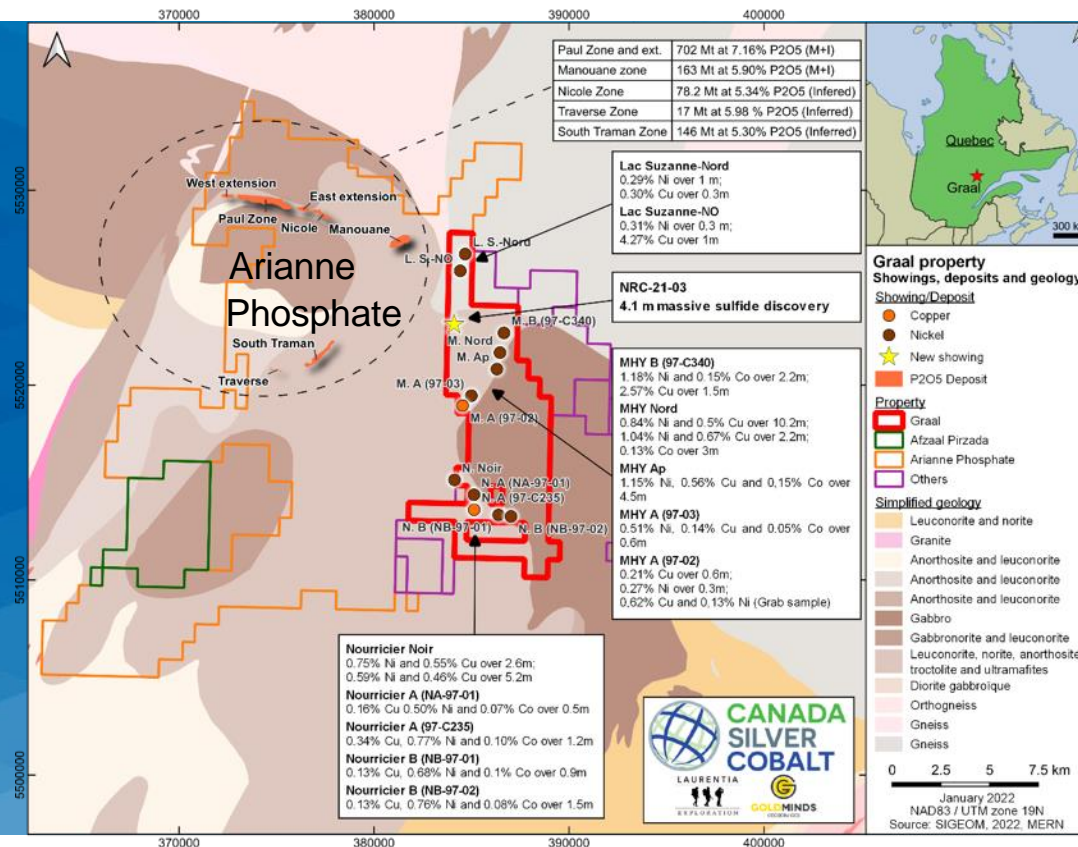 370000
380000
390000
400000
5530000
5520000
5510000
5500000
Paul Zone and ext. 702 Mt at 7.16% P2O5 (M+I)
Manouane zone 163 Mt at 5.90% P2O5 (M+I)
Nicole Zone 78.2 Mt at 5.34% P2O5 (Infered)
Traverse Zone 17 Mt at 5.98 % P2O5 (Inferred)
South Traman Zone 146 Mt at 5.30% P2O5 (Inferred)
West extension
East extension
Paul Zone
Nicole
Manouane
Arianne
Phosphate
South Traman
Traverse
L. S.-Nord
L. S.-NO
M. B (97-C340)
M. Nord
M. Ap
M. A (97-03)
M. A (97-02)
N. Noir
N. A (NA-97-01)
N. A (97-C235)
N. B (NB-97-01)
N. B (NB-97-02)
Lac Suzanne-Nord
0.29% Ni over 1 m;
0.30% Cu over 0.3m
Lac Suzanne-NO
0.31% Ni over 0.3 m;
4.27% Cu over 1m
NRC-21-03
4.1 m massive sulfide discovery
MHY B (97-C340)
1.18% Ni and 0.15% Co over 2.2m;
2.57% Cu over 1.5m
MHY Nord
0.84% Ni and 0.5% Cu over 10.2m;
1.04% Ni and 0.67% Cu over 2.2m;
0.13% Co over 3m
MHY Ap
1.15% Ni, 0.56% Cu and 0,15% Co over
4.5m
MHY A (97-03)
0.51% Ni, 0.14% Cu and 0.05% Co over
0.6m
MHY A (97-02)
0.21% Cu over 0.6m;
0.27% Ni over 0.3m;
0,62% Cu and 0,13% Ni (Grab sample)
Nourricier Noir
0.75% Ni and 0.55% Cu over 2.6m;
0.59% Ni and 0.46% Cu over 5.2m
Nourricier A (NA-97-01)
0.16% Cu 0.50% Ni and 0.07% Co over 0.5m
Nourricier A (97-C235)
0.34% Cu, 0.77% Ni and 0.10% Co over 1.2m
Nourricier B (NB-97-01)
0.13% Cu, 0.68% Ni and 0.1% Co over 0.9m
Nourricier B (NB-97-02)
0.13% Cu, 0.76% Ni and 0.08% Co over 1.5m
CANADA
SILVER
COBALT
LAURENTIA
EXPLORATION
GOLDMINDS
Quebec
Graal
300 k
Graal property
Showings, deposits and geology
Showing/Deposit
Copper
Nickel
New showing
P2O5 Deposit
Property
Graal
Afzaal Pirzada
Arianne Phosphate
Others
Simplified geology
Leuconorite and norite
Granite
Anorthosite and leuconorite
Anorthosite and leuconorite
Anorthosite and leuconorite
Gabbro
Gabbronorite and leuconorite
Leuconorite, norite, anorthosite
troctolite and ultramafites
Diorite gabbroïque
Orthogneiss
Gneiss
Gneiss
0 2.5 5 7.5 km
January 2022
NAD83 / UTM zone 19N
Source: SIGEOM, 2022, MERN
370000
380000
390000
400000